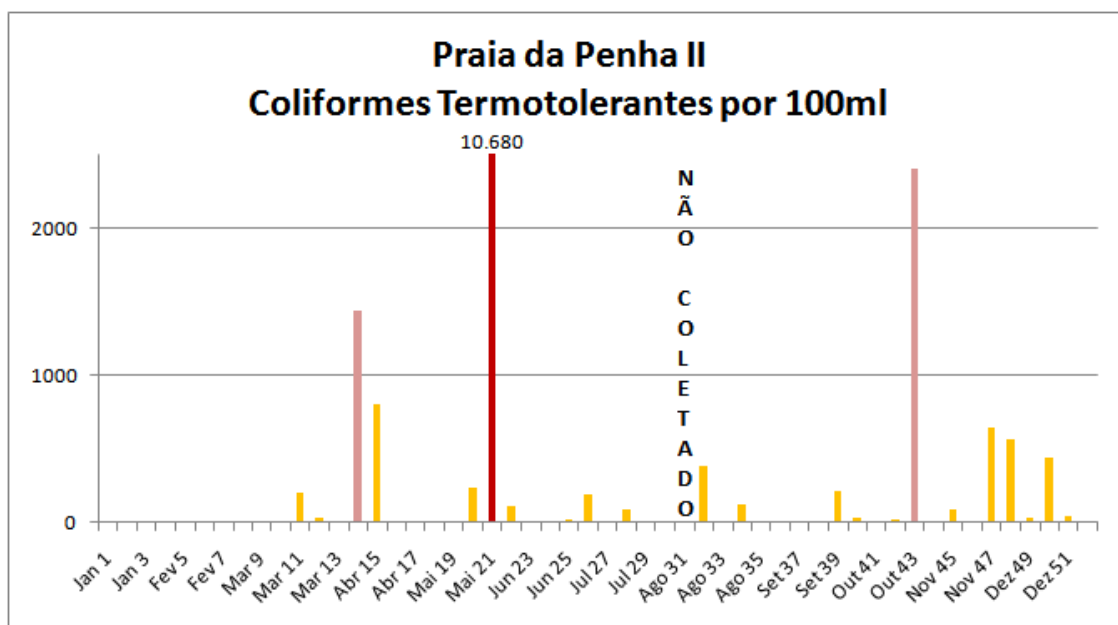 Praia da Penha II
Coliformes Termotolerantes por 100ml
10.680
2000
1000
0
NÃO COLETADO
Jan 1
Jan 3
Fev 5
Fev 7
Mar 9
Mar 11
Mar 13
Abr 15
Abr 17
Mai 19
Mai 21
Jun 23
Jun 25
Jul 27
Jul 29
Ago 31
Ago 33
Ago 35
Set 37
Set 39
Out 41
Out 43
Nov 45
Nov 47
Dez 49
Dez 51